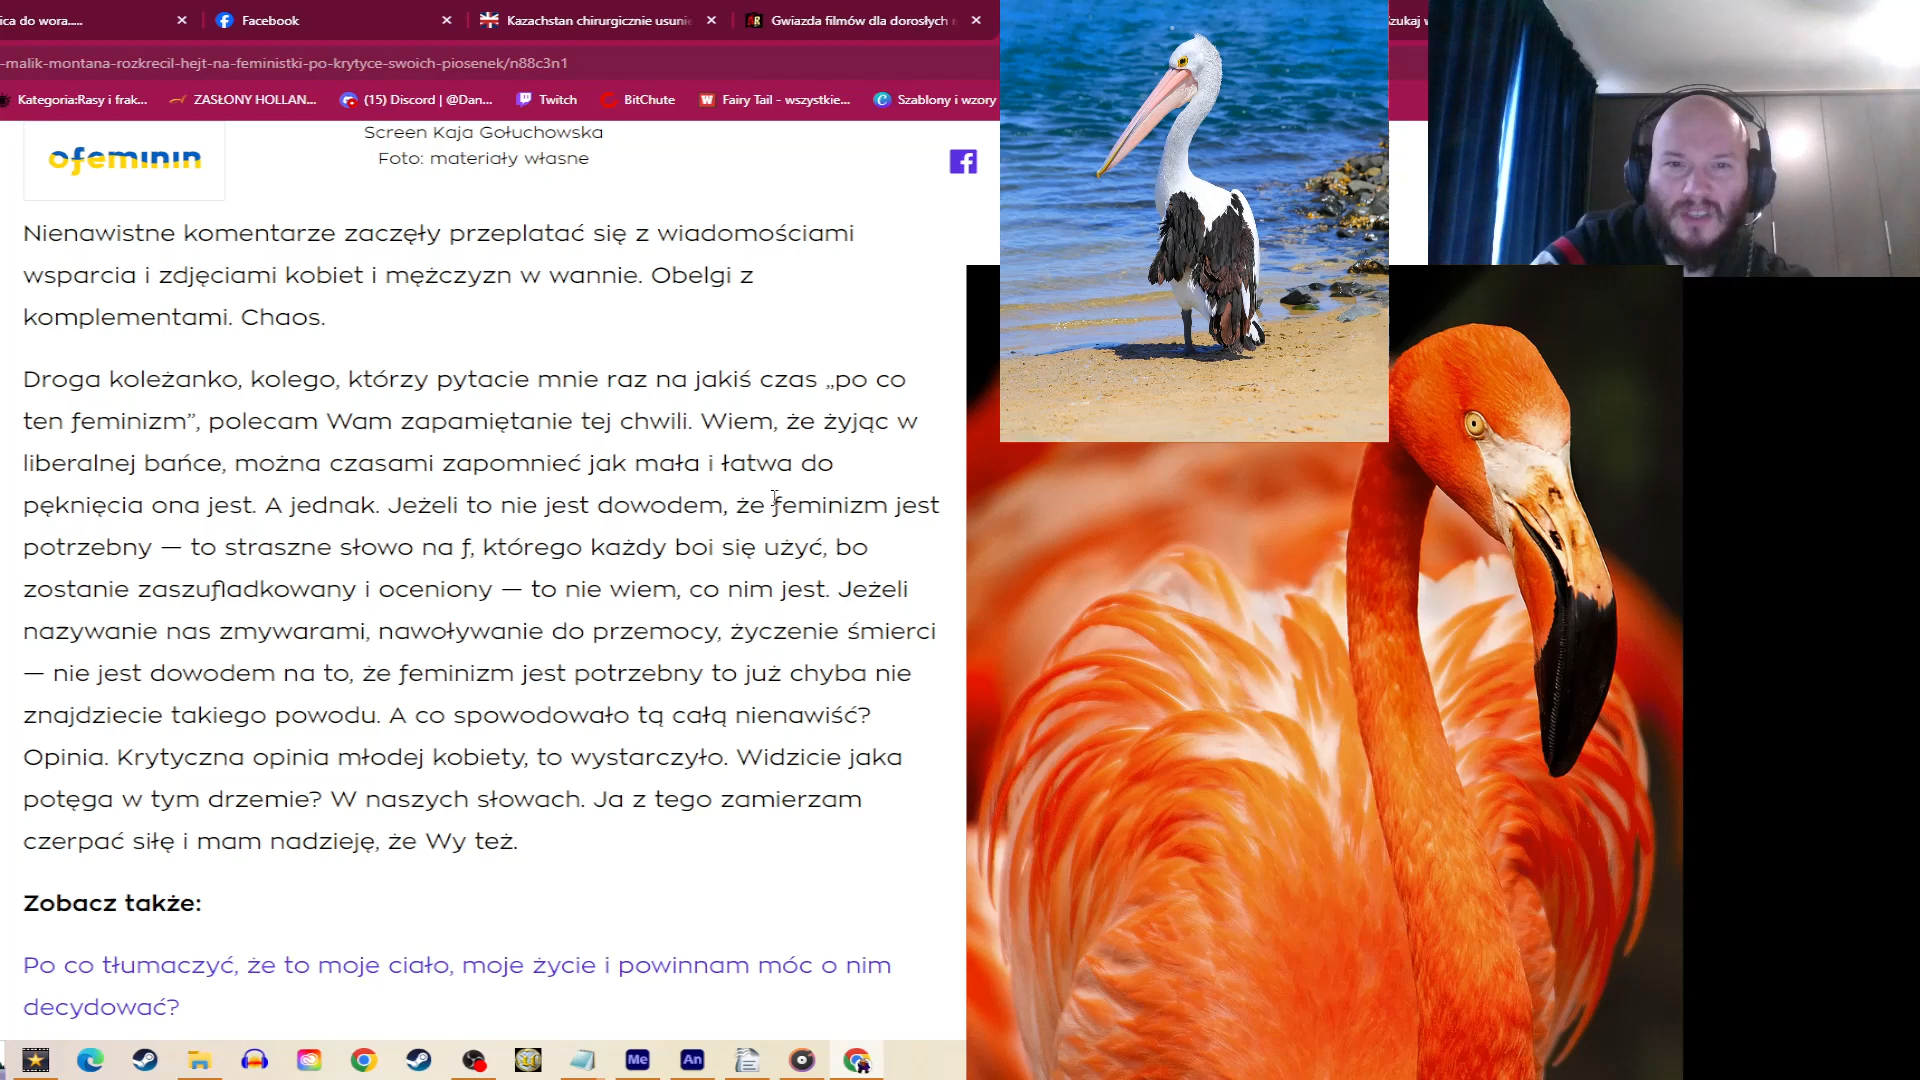 ica do wora.....
Facebook
Kazachstan chirurgicznie usuni
Gwiazda filmów dla dorosłych
Szukaj w
-malik-montana-rozkrecil-hejt-na-feministki-po-krytyce-swoich-piosenek/n88c3n1
Kategoria:Rasy i frak...
ZASŁONY HOLLAN...
(15) Discord | @Dan...
Twitch
BitChute
Fairy Tail - wszystkie...
Szablony i wzory
ofeminin
Screen Kaja Gołuchowska
Foto: materiały własne
Nienawistne komentarze zaczęły przeplatać się z wiadomościami
wsparcia i zdjęciami kobiet i mężczyzn w wannie. Obelgi z
komplementami. Chaos.
Droga koleżanko, kolego, którzy pytacie mnie raz na jakiś czas „po co
ten feminizm”, polecam Wam zapamiętanie tej chwili. Wiem, że żyjąc w
liberalnej bańce, można czasami zapomnieć jak mała i łatwa do
pęknięcia ona jest. A jednak. Jeżeli to nie jest dowodem, że feminizm jest
potrzebny — to straszne słowo na f, którego każdy boi się użyć, bo
zostanie zaszufladkowany i oceniony — to nie wiem, co nim jest. Jeżeli
nazywanie nas zmywarami, nawoływanie do przemocy, życzenie śmierci
— nie jest dowodem na to, że feminizm jest potrzebny to już chyba nie
znajdziecie takiego powodu. A co spowodowało tą całą nienawiść?
Opinia. Krytyczna opinia młodej kobiety, to wystarczyło. Widzicie jaka
potęga w tym drzemie? W naszych słowach. Ja z tego zamierzam
czerpać siłę i mam nadzieję, że Wy też.
Zobacz także:
Po co tłumaczyć, że to moje ciało, moje życie i powinnam móc o nim
decydować?
Me
An